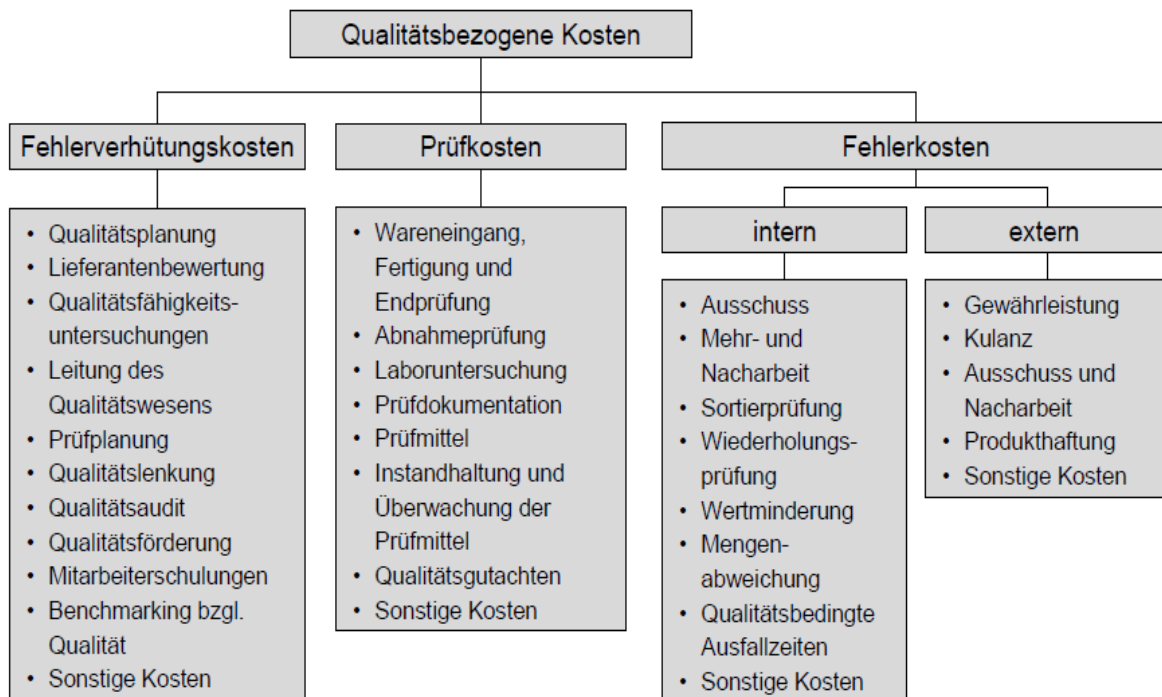 Qualitätsbezogene Kosten
Fehlerverhütungskosten
• Qualitätsplanung
• Lieferantenbewertung
• Qualitätsfähigkeits-
untersuchungen
• Leitung des
Qualitätswesens
• Prüfplanung
• Qualitätslenkung
• Qualitätsaudit
• Qualitätsförderung
• Mitarbeiterschulungen
• Benchmarking bzgl.
Qualität
• Sonstige Kosten
Prüfkosten
• Wareneingang,
Fertigung und
Endprüfung
• Abnahmeprüfung
• Laboruntersuchung
• Prüfdokumentation
• Prüfmittel
• Instandhaltung und
Überwachung der
Prüfmittel
• Qualitätsgutachten
• Sonstige Kosten
Fehlerkosten
intern
• Ausschuss
• Mehr- und
Nacharbeit
• Sortierprüfung
• Wiederholungs-
prüfung
• Wertminderung
• Mengen-
abweichung
• Qualitätsbedingte
Ausfallzeiten
• Sonstige Kosten
extern
• Gewährleistung
• Kulanz
• Ausschuss und
Nacharbeit
• Produkthaftung
• Sonstige Kosten